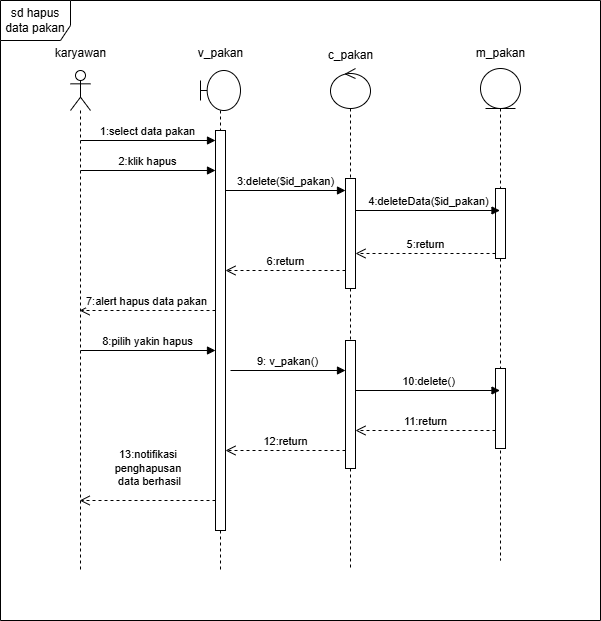 sd hapus
data pakan
karyawan
v_pakan
c_pakan
m_pakan
1:select data pakan
2:klik hapus
3:delete($id_pakan)
4:deleteData($id_pakan)
5:return
6:return
7:alert hapus data pakan
8:pilih yakin hapus
9: v_pakan()
10:delete()
11:return
12:return
13:notifikasi
penghapusan
data berhasil